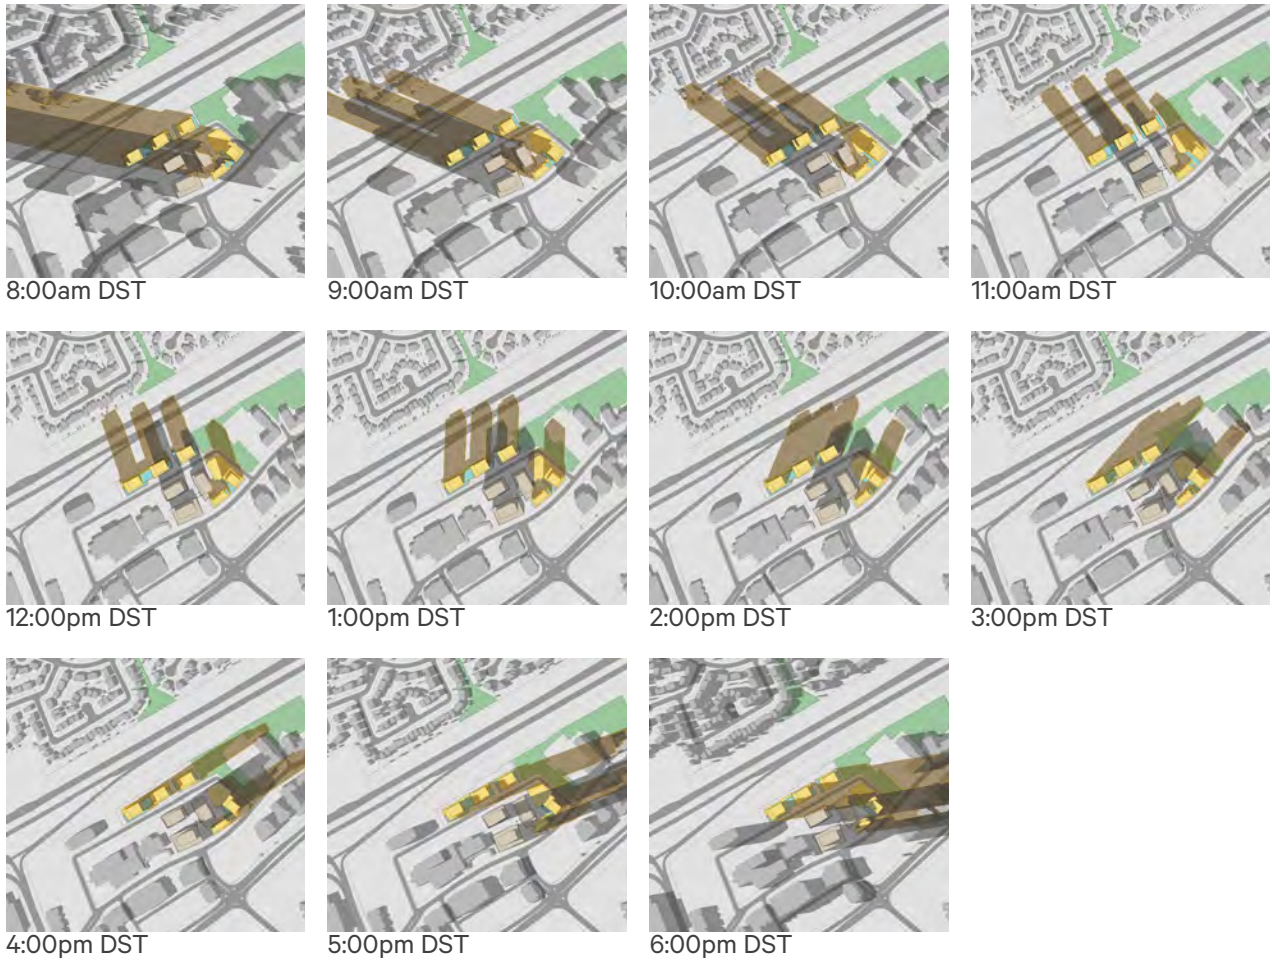 8:00am DST
9:00am DST
10:00am DST
11:00am DST
12:00pm DST
1:00pm DST
2:00pm DST
3:00pm DST
4:00pm DST
5:00pm DST
6:00pm DST